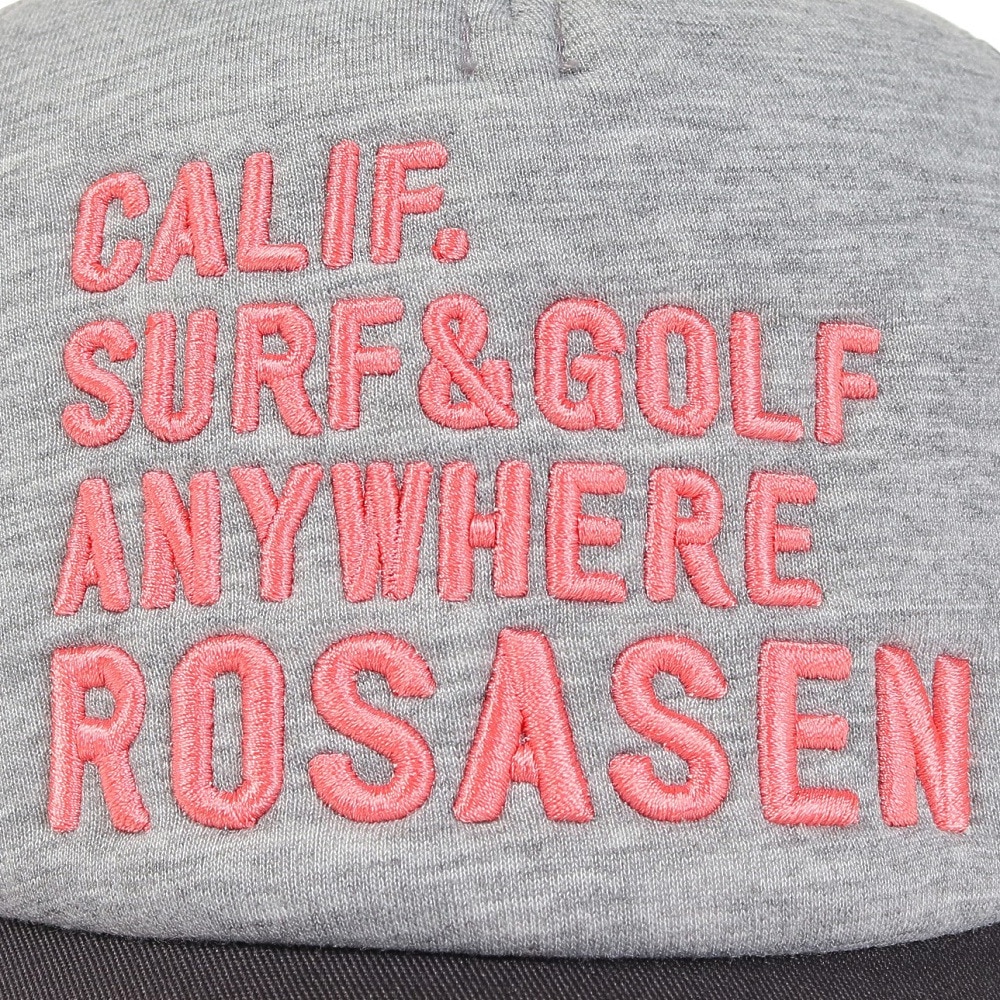 CALIF.
SURF&GOLF
ANYWHERE
ROSASEN